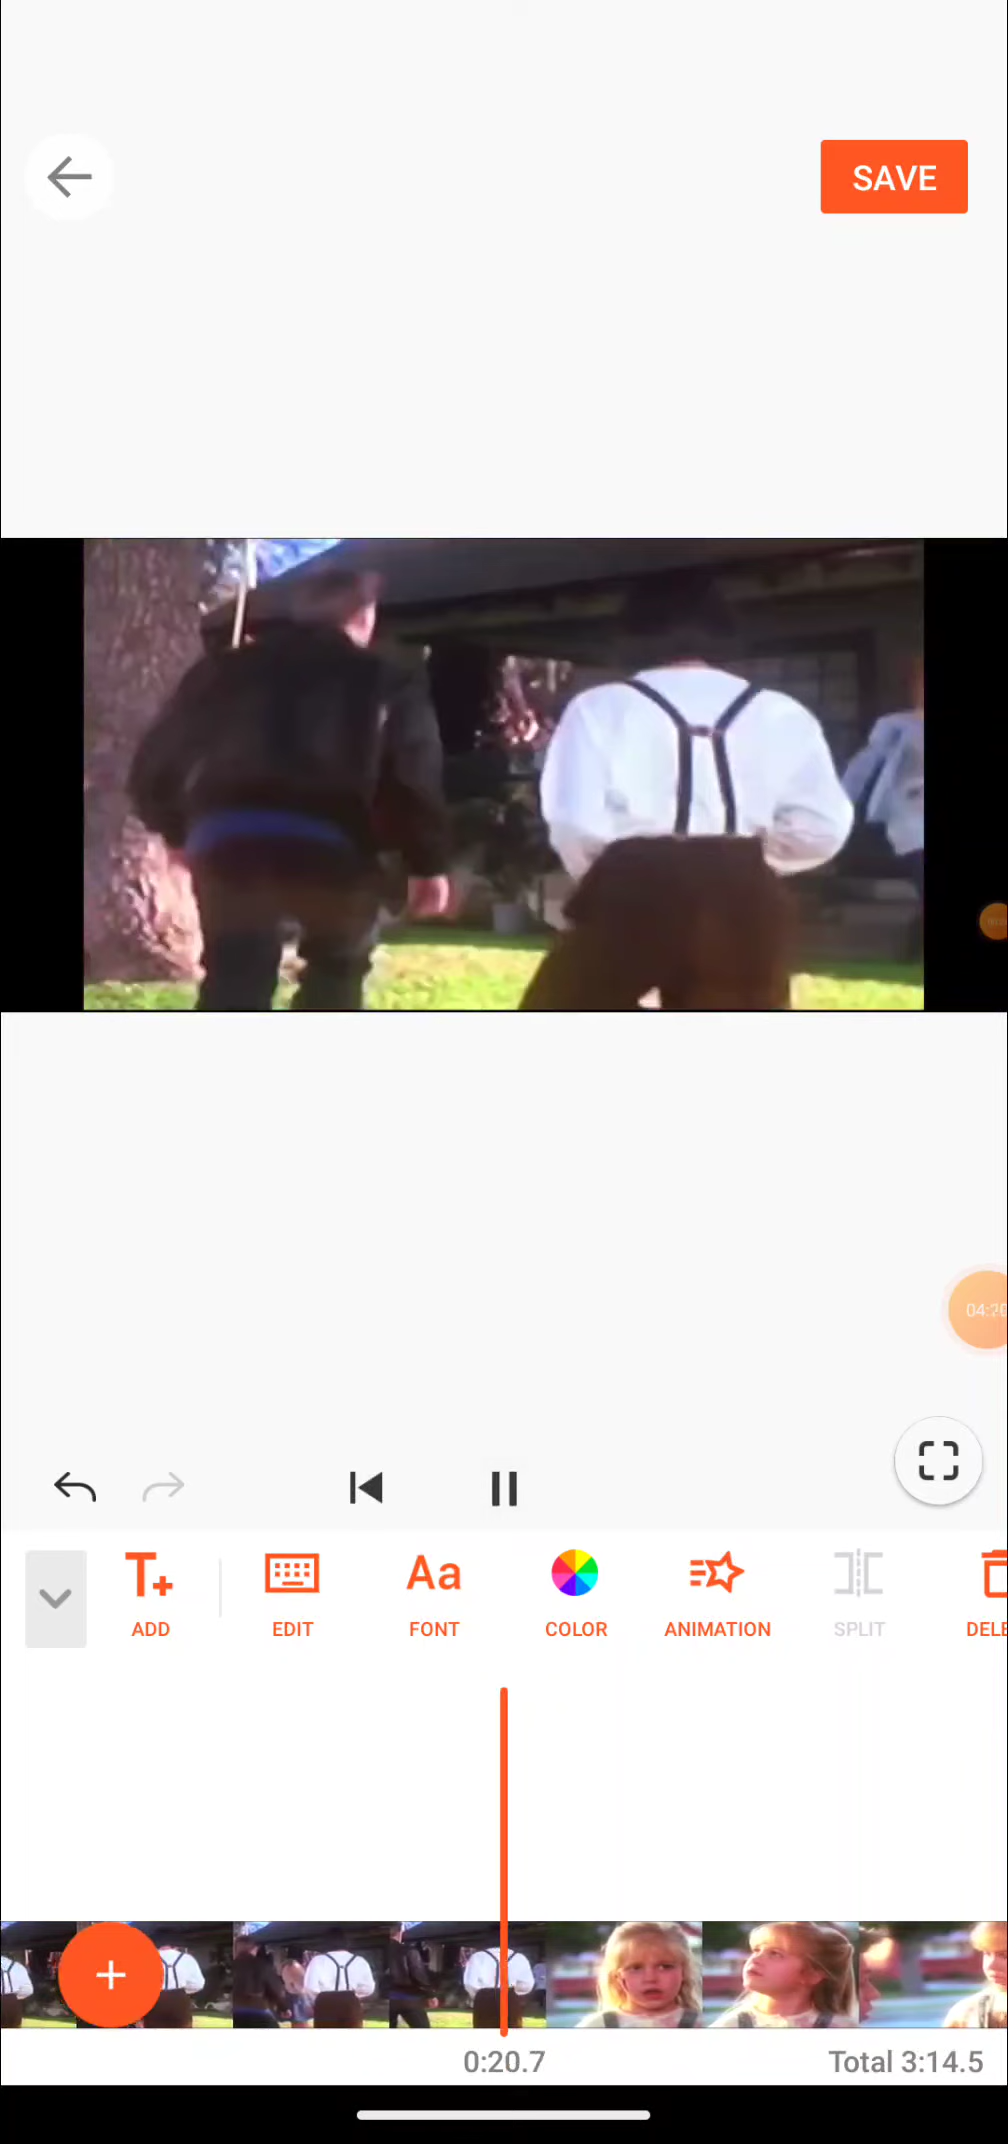 SAVE
T+
ADD
EDIT
Aa
FONT
COLOR
ANIMATION
SPLIT
0:20.7
Total 3:14.5